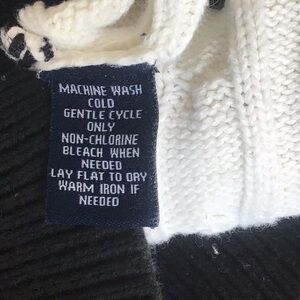 MACHINE WASH
COLD
GENTLE CYCLE
ONLY
NON-CHLORINE
BLEACH WHEN
NEEDED
LAY FLAT TO DRY
WARM IRON IF
NEEDED